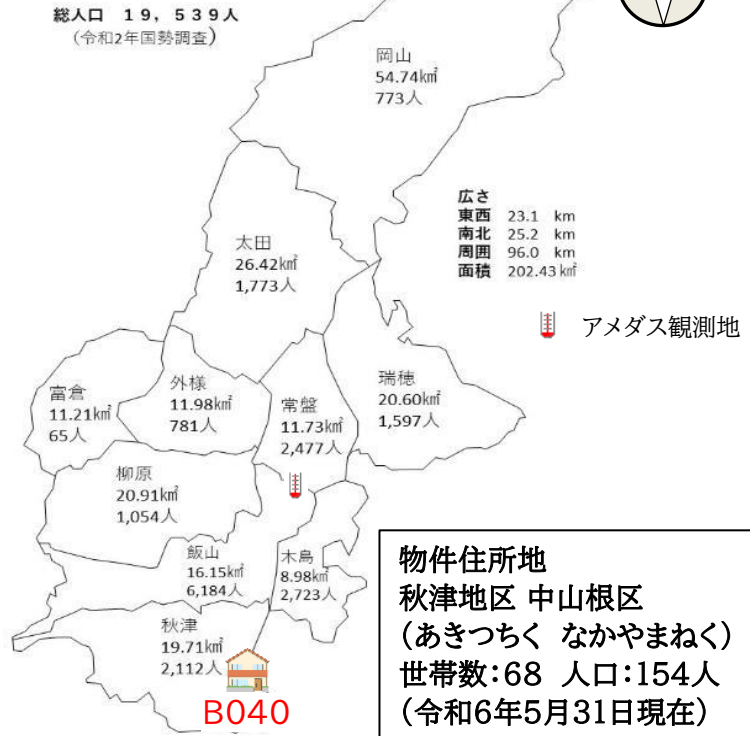 総人口 19,539人
(令和2年国勢調査)
岡山
54.74㎢
773人
広さ
東西 23.1 km
南北 25.2 km
周囲 96.0 km
面積 202.43㎢
太田
26.42㎢
1,773人
アメダス観測地
富倉
11.21㎢
65人
外様
11.98㎢
781人
常盤
11.73㎢
2,477人
瑞穂
20.60㎢
1,597人
柳原
20.91㎢
1,054人
飯山
16.15㎢
6,184人
木島
8.98㎢
2,723人
秋津
19.71㎢
2,112人
B040
物件住所地
秋津地区 中山根区
(あきつちく なかやまねく)
世帯数:68 人口:154人
(令和6年5月31日現在)